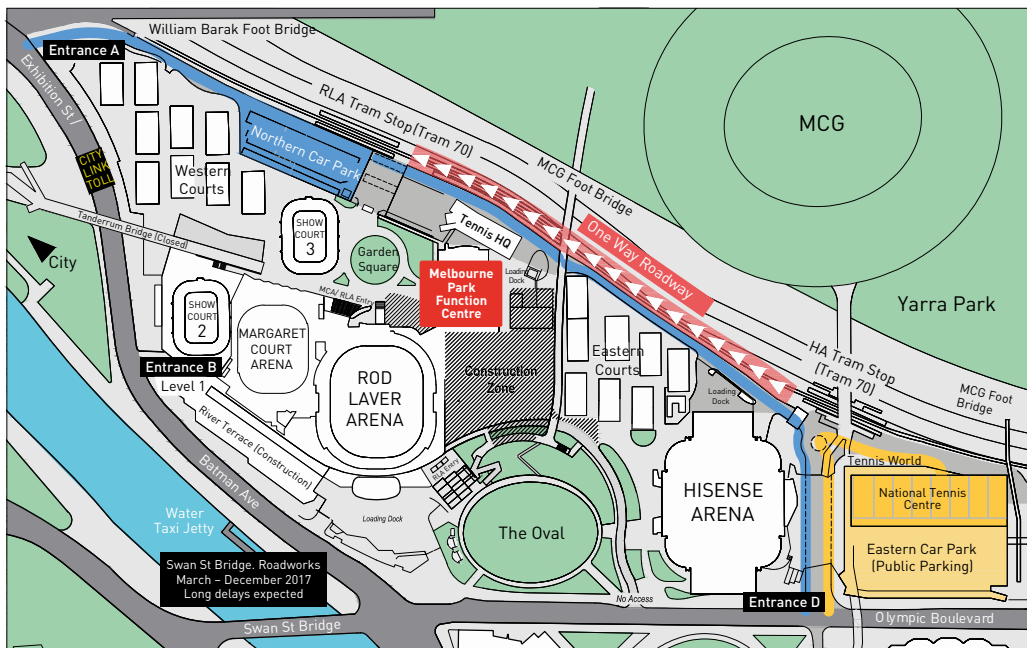 William Barak Foot Bridge
Entrance A
Exhibition St /
RLA Tram Stop (Tram 70)
MCG
Northern Car Park
CITY
LINK
TOLL
Western
Courts
MCG Foot Bridge
Tanderrum Bridge (Closed)
SHOW
COURT
3
Tennis HQ
One Way Roadway
City
Garden
Square
Loading
Dock
Melbourne
Park
Function
Centre
Yarra Park
MCA/ RLA Entry
SHOW
COURT
2
MARGARET
COURT
ARENA
HA Tram Stop
(Tram 70)
Eastern
Courts
Entrance B
Level 1
ROD
LAVER
ARENA
Construction
Zone
MCG Foot
Bridge
Loading
Dock
River Terrace (Construction)
Batman Ave
RLA Entry
Tennis World
National Tennis
Centre
HISENSE
ARENA
Water
Taxi Jetty
Loading Dock
The Oval
Eastern Car Park
(Public Parking)
Swan St Bridge. Roadworks
March – December 2017
Long delays expected
No Access
Entrance D
Swan St Bridge
Olympic Boulevard